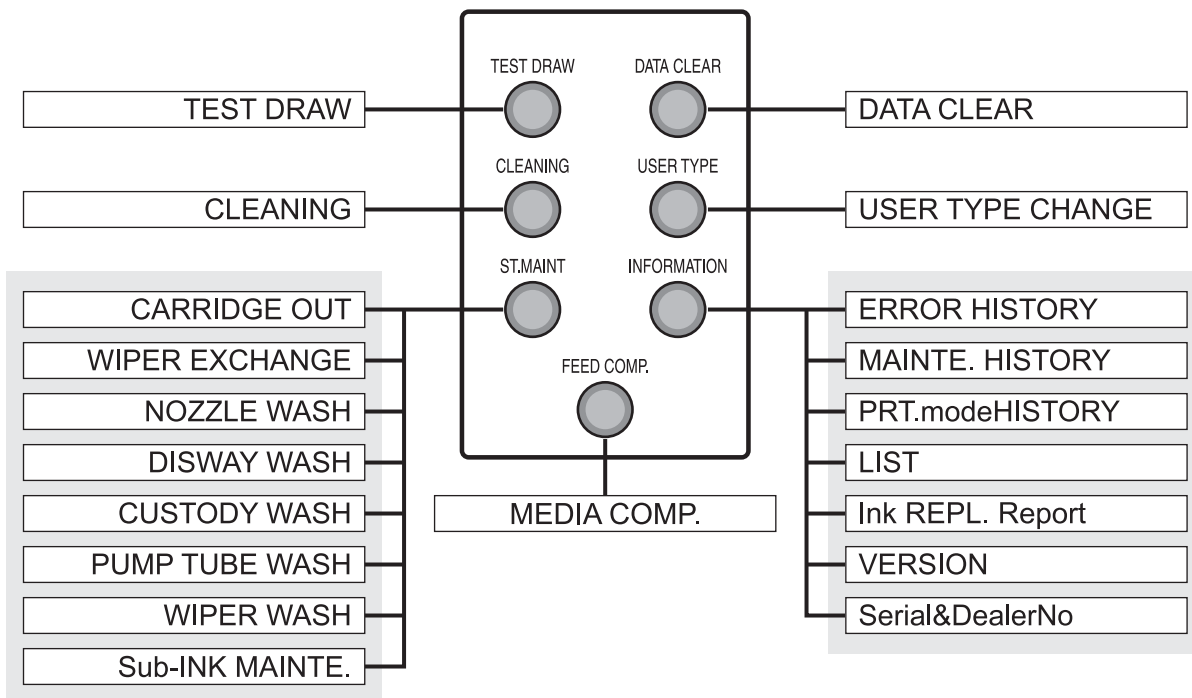 TEST DRAW
DATA CLEAR
TEST DRAW
DATA CLEAR
CLEANING
USER TYPE
CLEANING
USER TYPE CHANGE
ST.MAINT
INFORMATION
CARRIDGE OUT
ERROR HISTORY
WIPER EXCHANGE
MAINTE. HISTORY
FEED COMP.
NOZZLE WASH
PRT.modeHISTORY
DISWAY WASH
LIST
CUSTODY WASH
MEDIA COMP.
Ink REPL. Report
PUMP TUBE WASH
VERSION
WIPER WASH
Serial&DealerNo
Sub-INK MAINTE.